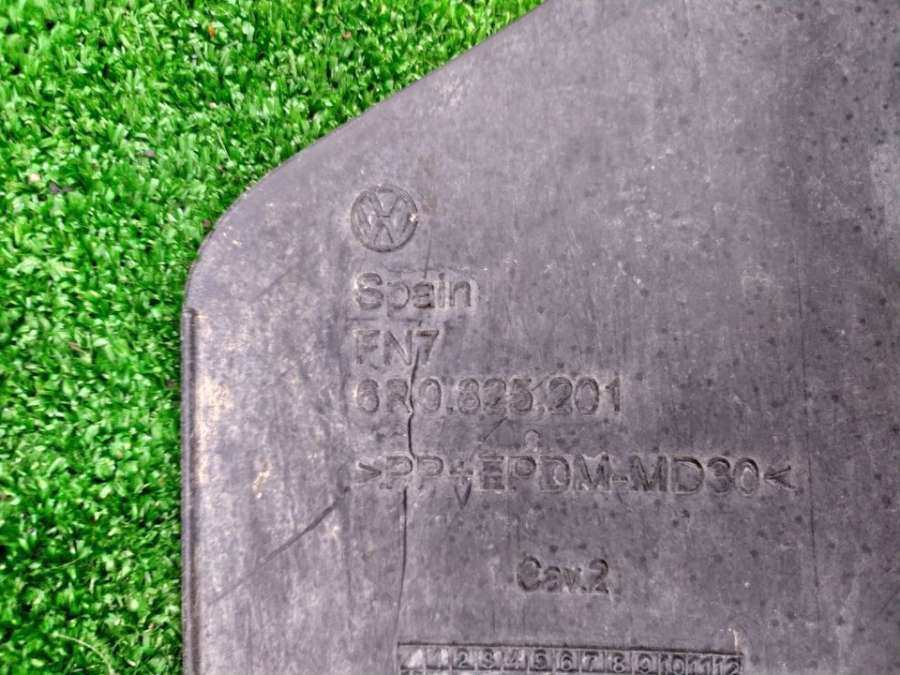 Spain
FN7
6R0.825.201
>PP+EPDM-MD30<
Cav.2
1 2 3 4 5 6 7 8 9 10 11 12